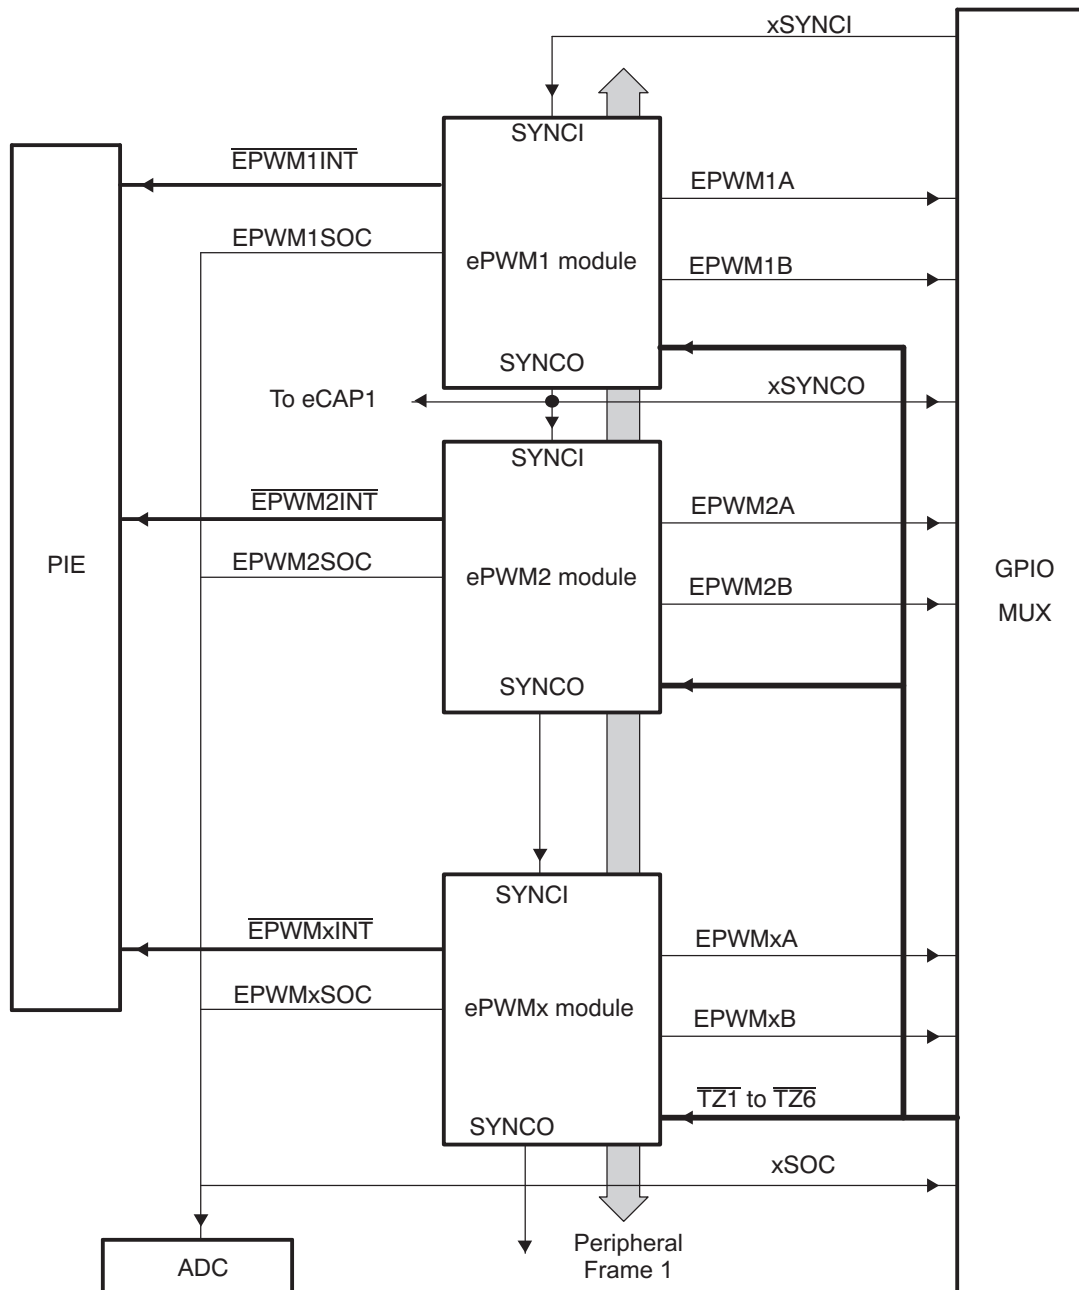 xSYNCI
SYNCI
EPWM1INT
EPWM1A
EPWM1SOC
ePWM1 module
EPWM1B
SYNCO
To eCAP1
xSYNCO
SYNCI
EPWM2INT
EPWM2A
PIE
EPWM2SOC
ePWM2 module
EPWM2B
GPIO
MUX
SYNCO
SYNCI
EPWMxINT
EPWMxA
EPWMxSOC
ePWMx module
EPWMxB
TZ1 to TZ6
SYNCO
xSOC
Peripheral
Frame 1
ADC